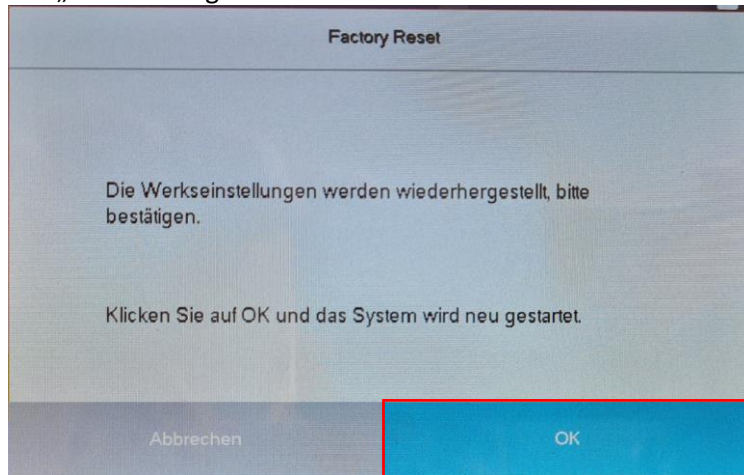 Factory Reset
Die Werkseinstellungen werden wiederhergestellt, bitte
bestätigen.
Klicken Sie auf OK und das System wird neu gestartet.
Abbrechen
OK